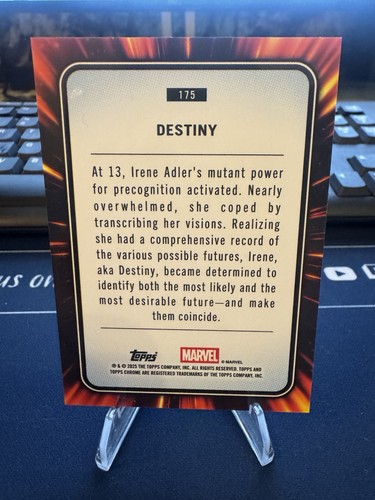 175
DESTINY
At 13, Irene Adler's mutant power
for precognition activated. Nearly
overwhelmed, she coped by
transcribing her visions. Realizing
she had a comprehensive record of
the various possible futures, Irene,
aka Destiny, became determined to
identify both the most likely and the
most desirable future—and make
them coincide.
Topps MARVEL © MARVEL
® & © 2025 THE TOPPS COMPANY, INC. ALL RIGHTS RESERVED. TOPPS AND
TOPPS CHROME ARE REGISTERED TRADEMARKS OF THE TOPPS COMPANY, INC.